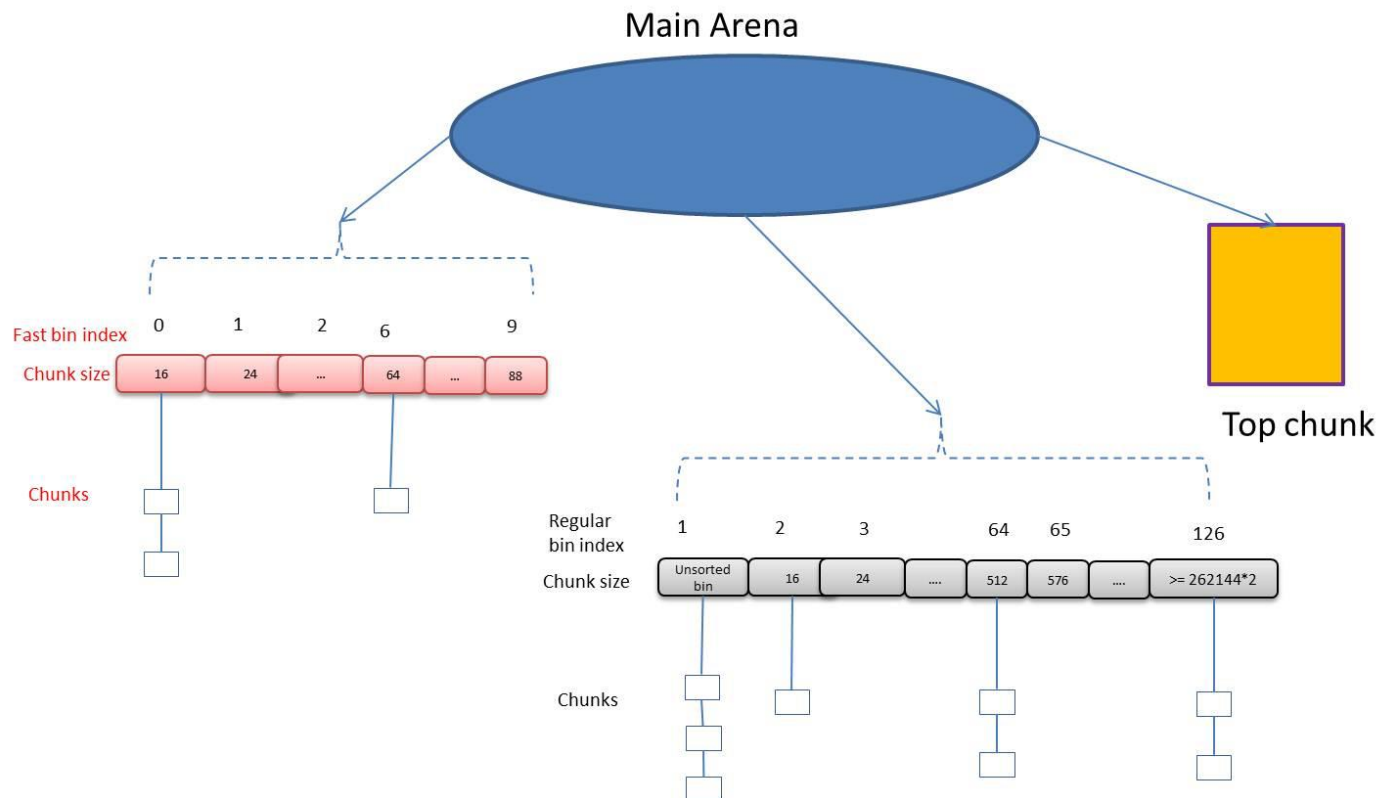 Main Arena
Fast bin index 0 1 2 6 9
Chunk size 16 24 ... 64 ... 88
Top chunk
Chunks
Regular bin index 1 2 3 64 65 126
Chunk size Unsorted bin 16 24 .... 512 576 .... >= 262144*2
Chunks